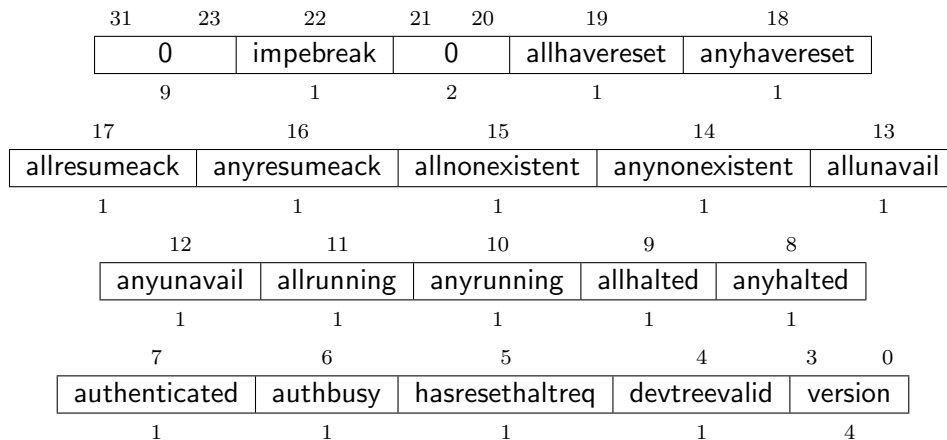 31 23 22 21 20 19 18
0 impebreak 0 allhavereset anyhavereset
9 1 2 1 1
17 16 15 14 13
allresumeack anyresumeack allnonexistent anynonexistent allunavail
1 1 1 1 1
12 11 10 9 8
anyunavail allrunning anyrunning allhalted anyhalted
1 1 1 1 1
7 6 5 4 3 0
authenticated authbusy hasresethaltreq devtreevalid version
1 1 1 1 4